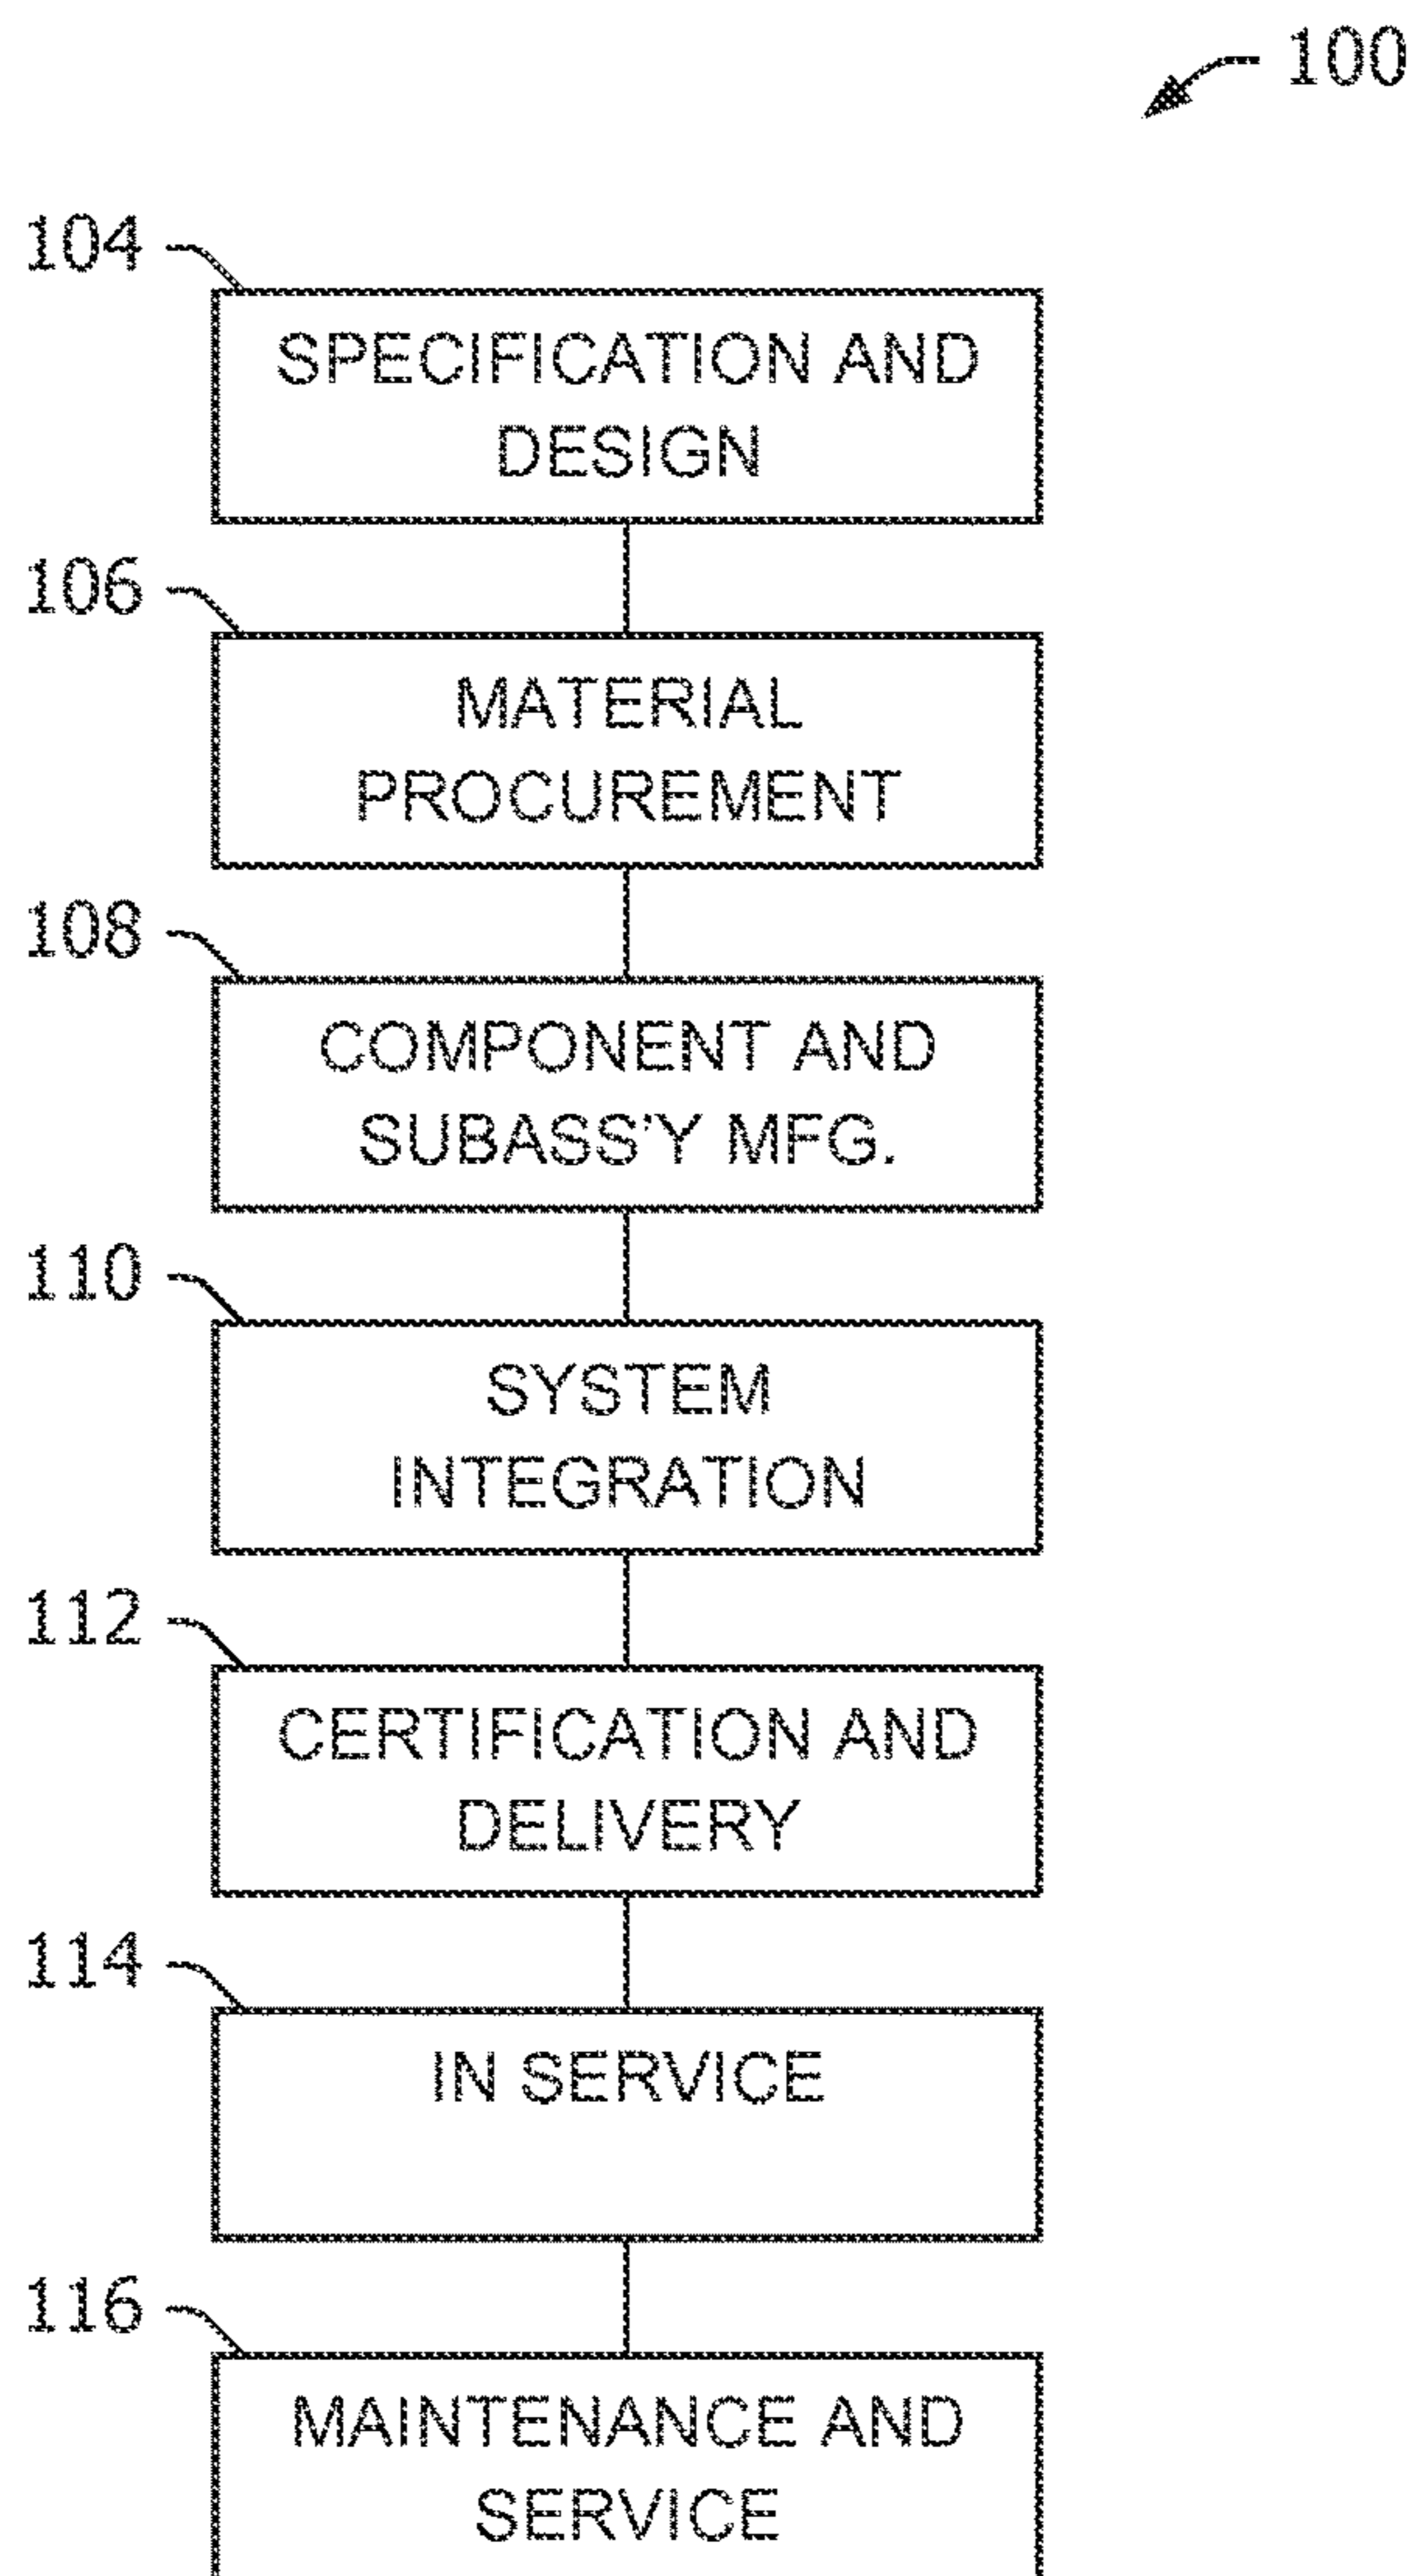 100
104
SPECIFICATION AND
DESIGN
106
MATERIAL
PROCUREMENT
108
COMPONENT AND
SUBASS'Y MFG.
110
SYSTEM
INTEGRATION
112
CERTIFICATION AND
DELIVERY
114
IN SERVICE
116
MAINTENANCE AND
SERVICE